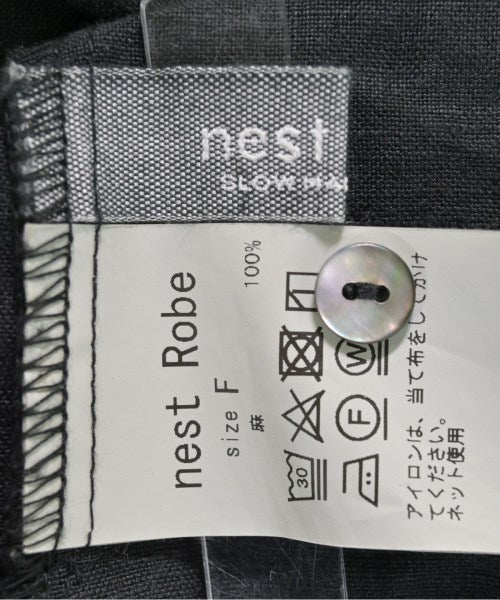 nest
SLOW MA
nest Robe
size F
麻 100%
30
F
W
アイロンは、当て布をしてかけ
てください。
ネット使用